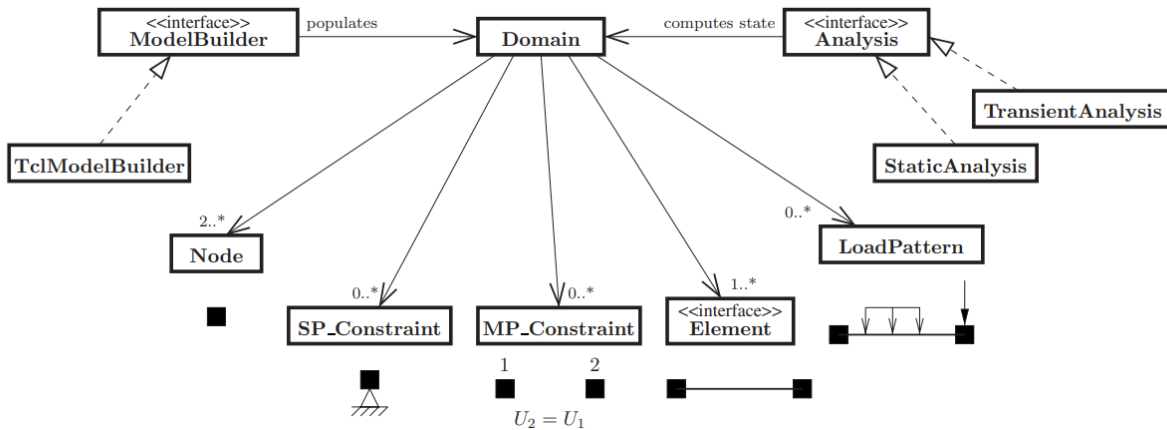 <<interface>>
ModelBuilder
populates
Domain
computes state
<<interface>>
Analysis
TransientAnalysis
TclModelBuilder
StaticAnalysis
2..*
Node
0..*
LoadPattern
0..*
SP_Constraint
0..*
MP_Constraint
1..*
<<interface>>
Element
1 2
U₂ = U₁